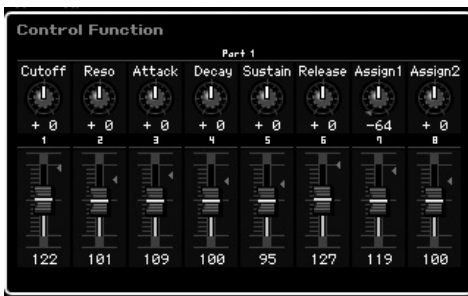 Control Function
Part 1
Cutoff Reso Attack Decay Sustain Release Assign1 Assign2
+ 0 + 0 + 0 + 0 + 0 + 0 -64 + 0
1 2 3 4 5 6 7 8
122 101 109 100 95 127 119 100